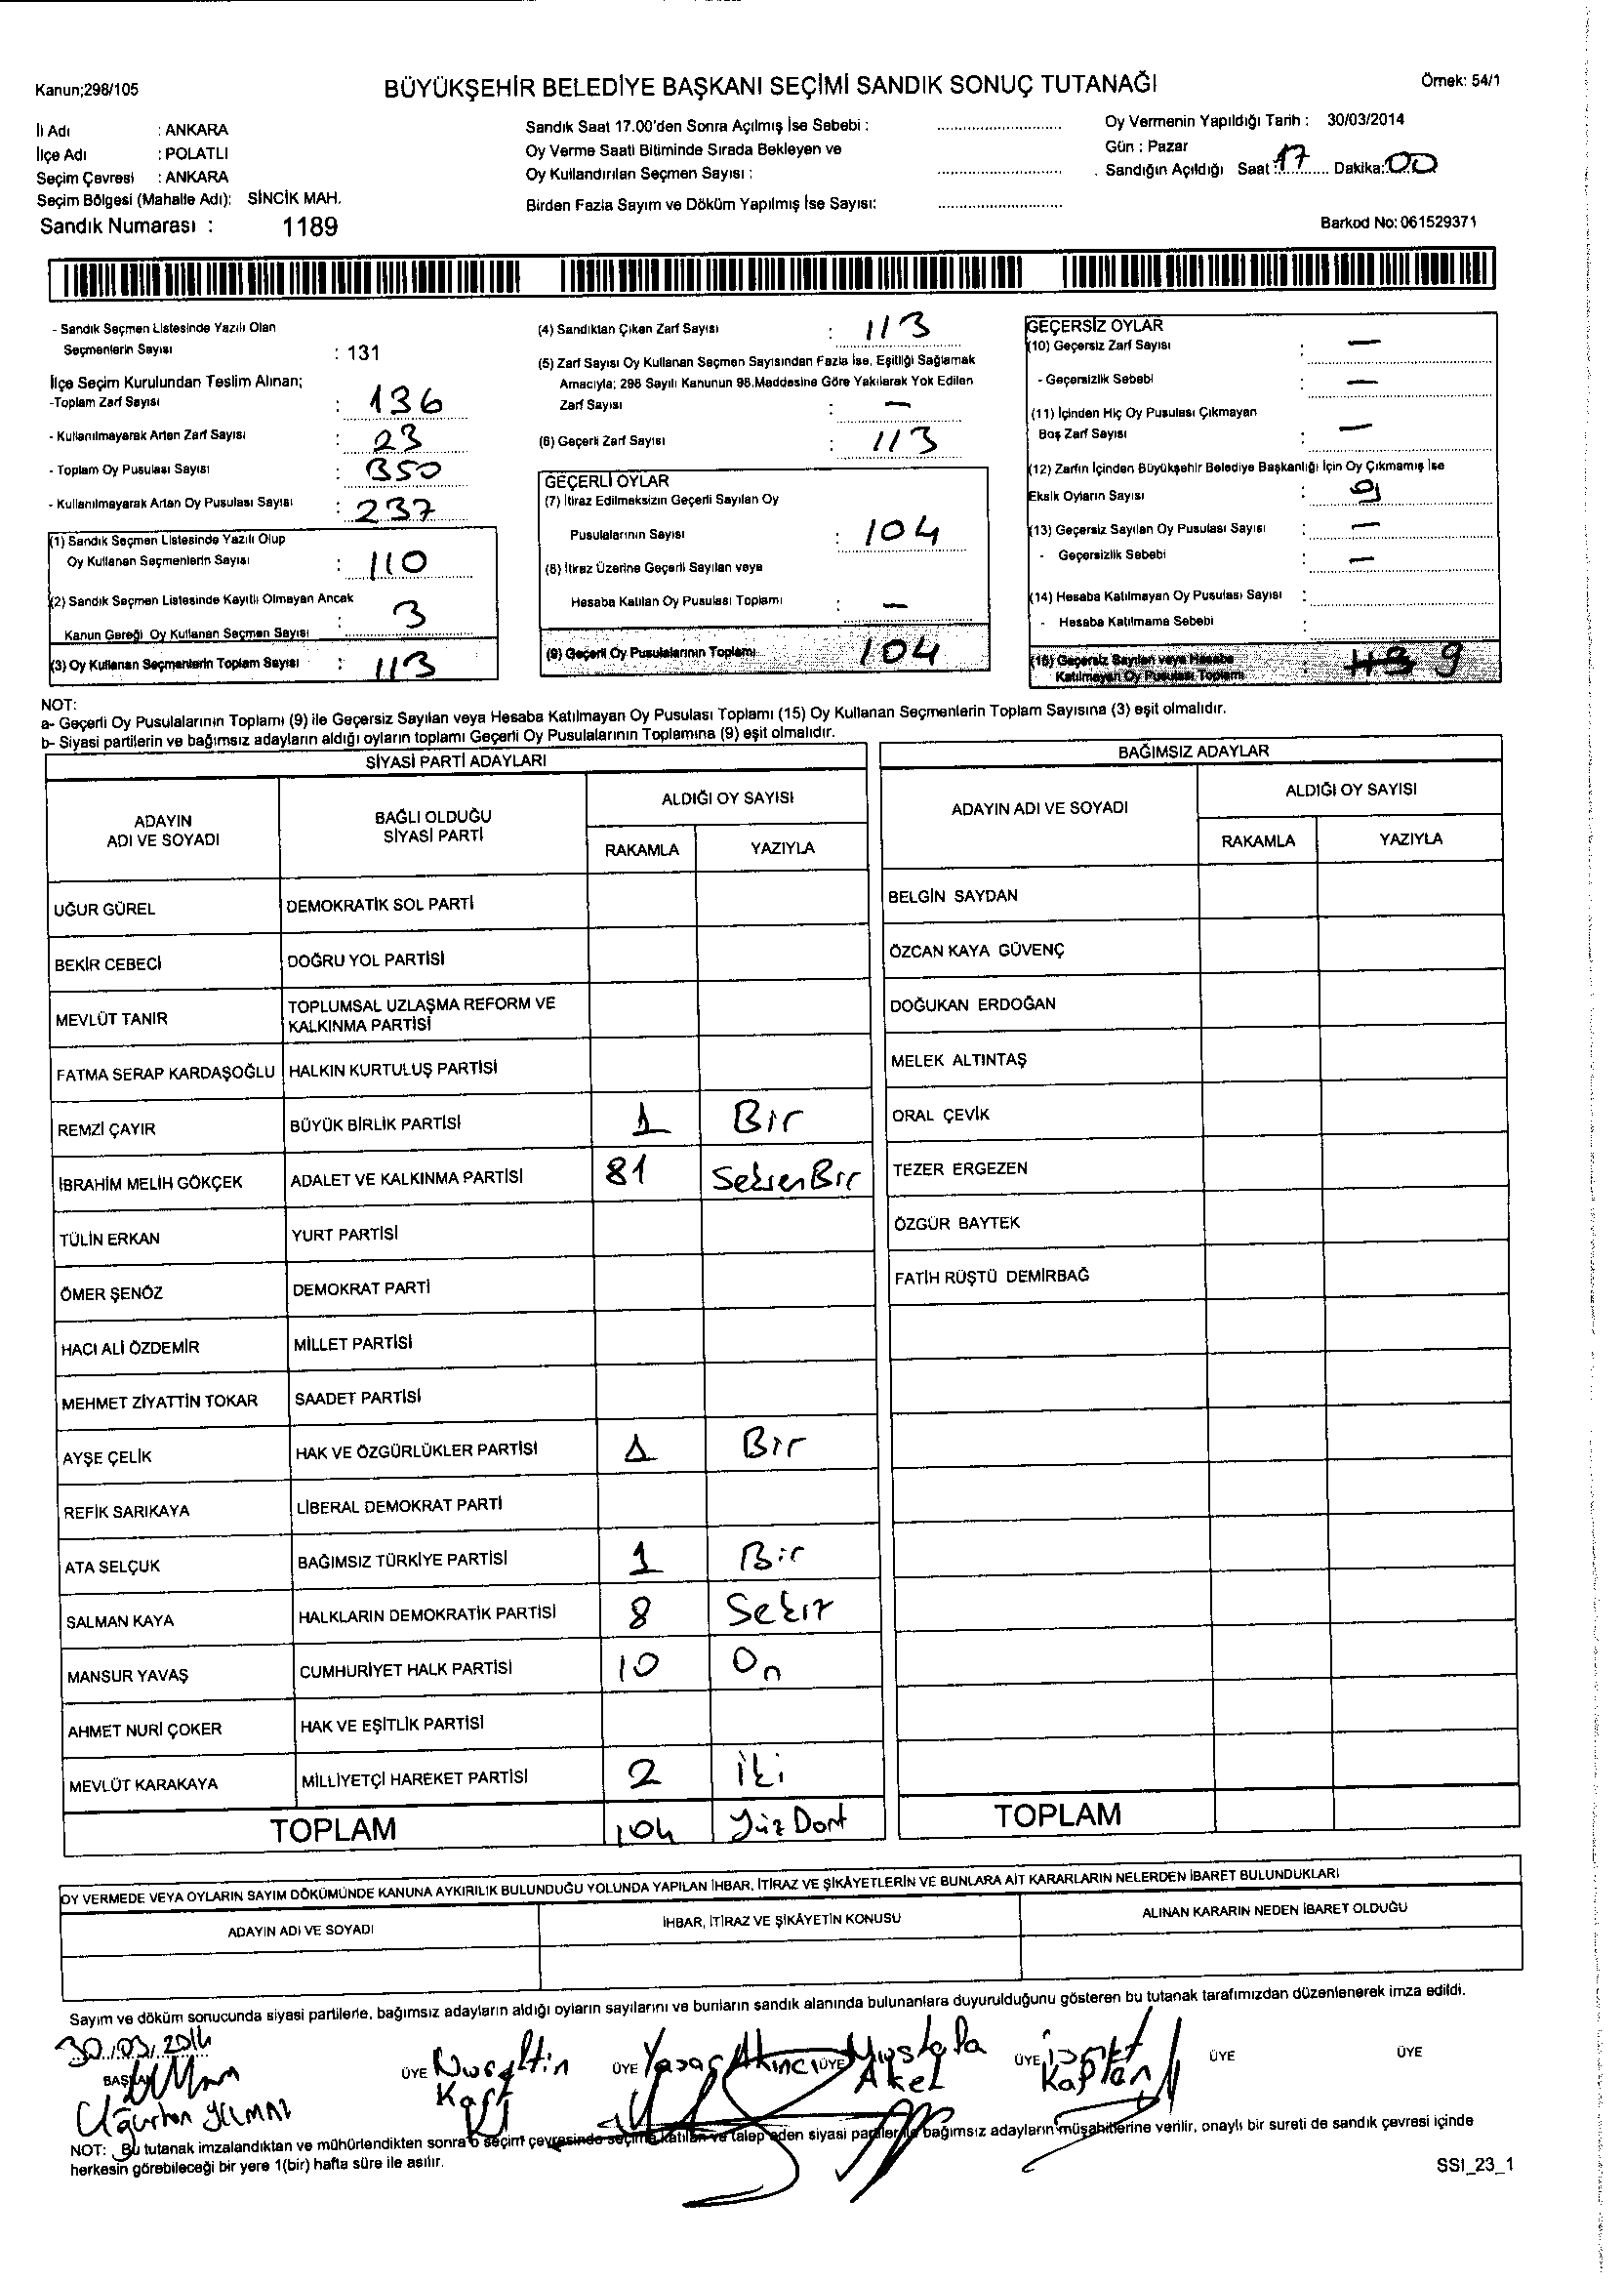 Kanun;298/105
BÜYÜKŞEHİR BELEDİYE BAŞKANI SEÇİMİ SANDIK SONUÇ TUTANAĞI
Örnek: 54/1
İli Adı : ANKARA
İlçe Adı : POLATLI
Seçim Çevresi : ANKARA
Seçim Bölgesi (Mahalle Adı): SİNCİK MAH.
Sandık Numarası : 1189
Sandık Saat 17.00'den Sonra Açılmış İse Sebebi :
Oy Verme Saati Bitiminde Sırada Bekleyen ve
Oy Kullandırılan Seçmen Sayısı :
Birden Fazla Sayım ve Döküm Yapılmış İse Sayısı:
Oy Vermenin Yapıldığı Tarih : 30/03/2014
Gün : Pazar
Sandığın Açıldığı Saat : 17 Dakika: 00
Barkod No: 061529371
- Sandık Seçmen Listesinde Yazılı Olan
Seçmenlerin Sayısı : 131
İlçe Seçim Kurulundan Teslim Alınan;
-Toplam Zarf Sayısı : 136
- Kullanılmayarak Artan Zarf Sayısı : 23
- Toplam Oy Pusulası Sayısı : 350
- Kullanılmayarak Artan Oy Pusulası Sayısı : 237
(1) Sandık Seçmen Listesinde Yazılı Olup
Oy Kullanan Seçmenlerin Sayısı : 110
(2) Sandık Seçmen Listesinde Kayıtlı Olmayan Ancak
Kanun Gereği Oy Kullanan Seçmen Sayısı : 3
(3) Oy Kullanan Seçmenlerin Toplam Sayısı : 113
(4) Sandıktan Çıkan Zarf Sayısı : 113
(5) Zarf Sayısı Oy Kullanan Seçmen Sayısından Fazla İse, Eşitliği Sağlamak
Amacıyla; 298 Sayılı Kanunun 98.Maddesine Göre Yakılarak Yok Edilen
Zarf Sayısı : —
(6) Geçerli Zarf Sayısı : 113
GEÇERLİ OYLAR
(7) İtiraz Edilmeksizin Geçerli Sayılan Oy
Pusulalarının Sayısı : 104
(8) İtiraz Üzerine Geçerli Sayılan veya
Hesaba Katılan Oy Pusulası Toplamı : —
(9) Geçerli Oy Pusulalarının Toplamı 104
GEÇERSİZ OYLAR
(10) Geçersiz Zarf Sayısı : —
- Geçersizlik Sebebi : —
(11) İçinden Hiç Oy Pusulası Çıkmayan
Boş Zarf Sayısı : —
(12) Zarfın İçinden Büyükşehir Belediye Başkanlığı İçin Oy Çıkmamış İse
Eksik Oyların Sayısı : 9
(13) Geçersiz Sayılan Oy Pusulası Sayısı : —
- Geçersizlik Sebebi : —
(14) Hesaba Katılmayan Oy Pusulası Sayısı :
- Hesaba Katılmama Sebebi :
(15) Geçersiz Sayılan veya Hesaba
Katılmayan Oy Pusulası Toplamı : 113 9
NOT:
a- Geçerli Oy Pusulalarının Toplamı (9) ile Geçersiz Sayılan veya Hesaba Katılmayan Oy Pusulası Toplamı (15) Oy Kullanan Seçmenlerin Toplam Sayısına (3) eşit olmalıdır.
b- Siyasi partilerin ve bağımsız adayların aldığı oyların toplamı Geçerli Oy Pusulalarının Toplamına (9) eşit olmalıdır.
SİYASİ PARTİ ADAYLARI
ADAYIN ADI VE SOYADI BAĞLI OLDUĞU SİYASİ PARTİ ALDIĞI OY SAYISI
RAKAMLA YAZIYLA
UĞUR GÜREL DEMOKRATİK SOL PARTİ
BEKİR CEBECİ DOĞRU YOL PARTİSİ
MEVLÜT TANIR TOPLUMSAL UZLAŞMA REFORM VE KALKINMA PARTİSİ
FATMA SERAP KARDAŞOĞLU HALKIN KURTULUŞ PARTİSİ
REMZİ ÇAYIR BÜYÜK BİRLİK PARTİSİ 1 Bir
İBRAHİM MELİH GÖKÇEK ADALET VE KALKINMA PARTİSİ 81 SeksenBir
TÜLİN ERKAN YURT PARTİSİ
ÖMER ŞENÖZ DEMOKRAT PARTİ
HACI ALİ ÖZDEMİR MİLLET PARTİSİ
MEHMET ZİYATTİN TOKAR SAADET PARTİSİ
AYŞE ÇELİK HAK VE ÖZGÜRLÜKLER PARTİSİ 1 Bir
REFİK SARIKAYA LİBERAL DEMOKRAT PARTİ
ATA SELÇUK BAĞIMSIZ TÜRKİYE PARTİSİ 1 Bir
SALMAN KAYA HALKLARIN DEMOKRATİK PARTİSİ 8 Sekiz
MANSUR YAVAŞ CUMHURİYET HALK PARTİSİ 10 On
AHMET NURİ ÇOKER HAK VE EŞİTLİK PARTİSİ
MEVLÜT KARAKAYA MİLLİYETÇİ HAREKET PARTİSİ 2 İki
TOPLAM 104 Yüz Dört
BAĞIMSIZ ADAYLAR
ADAYIN ADI VE SOYADI ALDIĞI OY SAYISI
RAKAMLA YAZIYLA
BELGİN SAYDAN
ÖZCAN KAYA GÜVENÇ
DOĞUKAN ERDOĞAN
MELEK ALTINTAŞ
ORAL ÇEVİK
TEZER ERGEZEN
ÖZGÜR BAYTEK
FATİH RÜŞTÜ DEMİRBAĞ
TOPLAM
OY VERMEDE VEYA OYLARIN SAYIM DÖKÜMÜNDE KANUNA AYKIRILIK BULUNDUĞU YOLUNDA YAPILAN İHBAR, İTİRAZ VE ŞİKÂYETLERİN VE BUNLARA AİT KARARLARIN NELERDEN İBARET BULUNDUKLARI
ADAYIN ADI VE SOYADI İHBAR, İTİRAZ VE ŞİKÂYETİN KONUSU ALINAN KARARIN NEDEN İBARET OLDUĞU
Sayım ve döküm sonucunda siyasi partilerle, bağımsız adayların aldığı oyların sayılarını ve bunların sandık alanında bulunanlara duyurulduğunu gösteren bu tutanak tarafımızdan düzenlenerek imza edildi.
30.03.2014
BAŞKAN
Uğurhan YILMAZ
ÜYE Nurettin
ÜYE Yaşar Akıncı
ÜYE Mustafa Akel
ÜYE İsmet Kaplan
ÜYE
ÜYE
NOT: Bu tutanak imzalandıktan ve mühürlendikten sonra o seçim çevresinde seçime katılan ve talep eden siyasi partiler ile bağımsız adayların müşahitlerine verilir, onaylı bir sureti de sandık çevresi içinde
herkesin görebileceği bir yere 1(bir) hafta süre ile asılır.
SSI_23_1